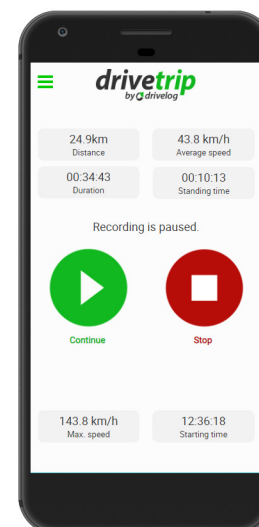 drivetrip
by drivelog
24.9km
Distance
43.8 km/h
Average speed
00:34:43
Duration
00:10:13
Standing time
Recording is paused.
Continue
Stop
143.8 km/h
Max. speed
12:36:18
Starting time